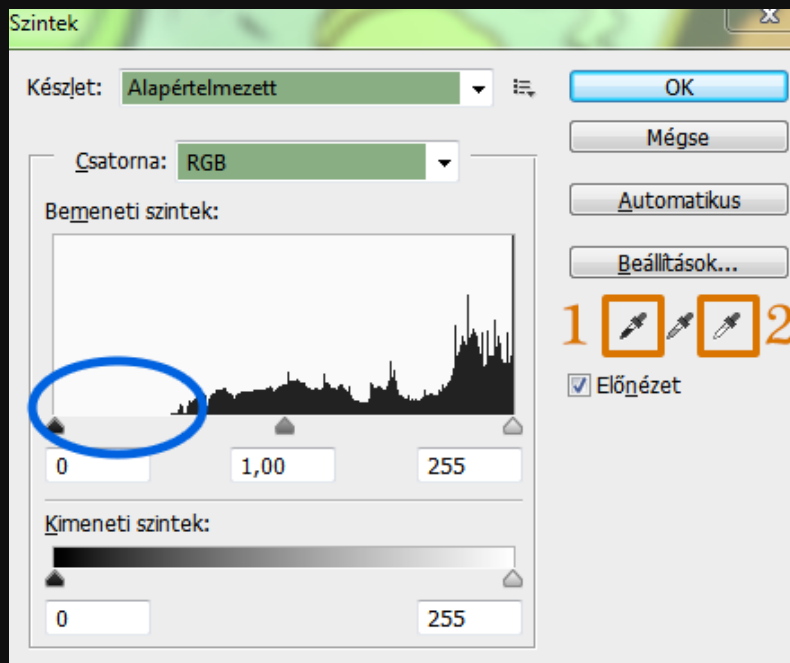 Szintek
Készlet: Alapértelmezett
OK
Mégse
Csatorna: RGB
Automatikus
Bemeneti szintek:
Beállítások...
1 2
Előnézet
0 1,00 255
Kimeneti szintek:
0 255